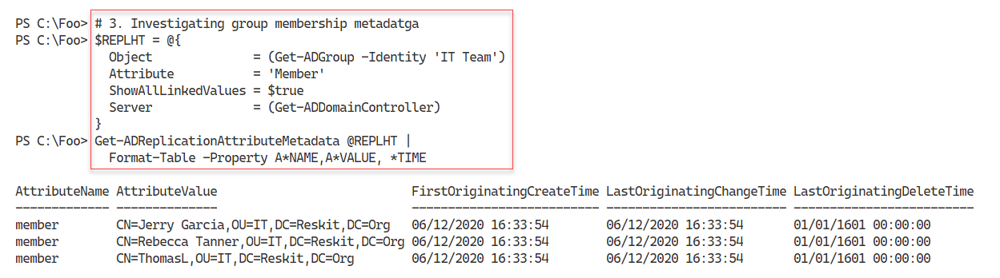 PS C:\Foo> # 3. Investigating group membership metadatga
PS C:\Foo> $REPLHT = @{
  Object            = (Get-ADGroup -Identity 'IT Team')
  Attribute         = 'Member'
  ShowAllLinkedValues = $true
  Server            = (Get-ADDomainController)
}
PS C:\Foo> Get-ADReplicationAttributeMetadata @REPLHT |
  Format-Table -Property A*NAME,A*VALUE, *TIME
AttributeName AttributeValue                          FirstOriginatingCreateTime LastOriginatingChangeTime LastOriginatingDeleteTime
------------- --------------                          -------------------------- ------------------------- -------------------------
member        CN=Jerry Garcia,OU=IT,DC=Reskit,DC=Org   06/12/2020 16:33:54        06/12/2020 16:33:54       01/01/1601 00:00:00
member        CN=Rebecca Tanner,OU=IT,DC=Reskit,DC=Org 06/12/2020 16:33:54        06/12/2020 16:33:54       01/01/1601 00:00:00
member        CN=ThomasL,OU=IT,DC=Reskit,DC=Org        06/12/2020 16:33:54        06/12/2020 16:33:54       01/01/1601 00:00:00